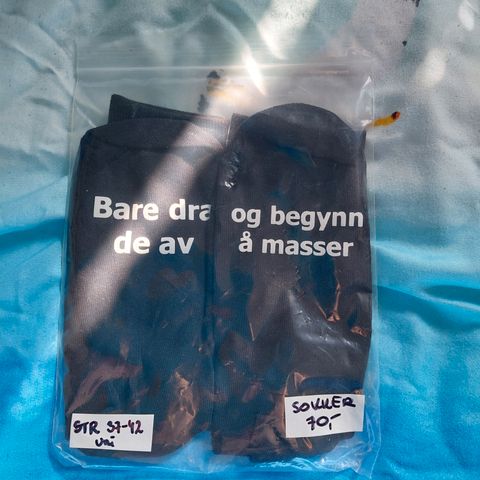 Bare dra
de av
og begynn
å masser
STR 37-42
uni
SOKKER
70,-